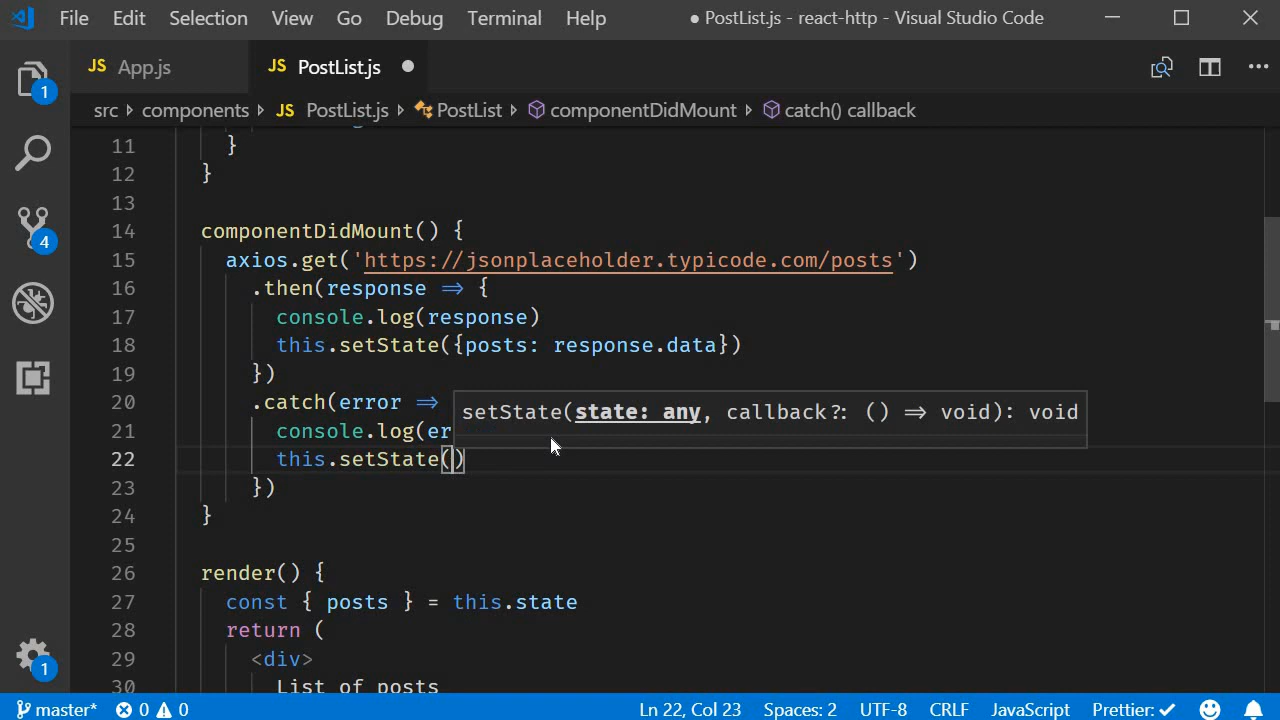 File Edit Selection View Go Debug Terminal Help ● PostList.js - react-http - Visual Studio Code
JS App.js JS PostList.js ●
src components JS PostList.js PostList componentDidMount catch() callback
1
4
1
11 }
12 }
13
14 componentDidMount() {
15 axios.get('https://jsonplaceholder.typicode.com/posts')
16 .then(response => {
17 console.log(response)
18 this.setState({posts: response.data})
19 })
20 .catch(error =>
setState(state: any, callback?: () => void): void
21 console.log(er
22 this.setState()
23 })
24 }
25
26 render() {
27 const { posts } = this.state
28 return (
29 <div>
30 List of posts
master* 0 0 Ln 22, Col 23 Spaces: 2 UTF-8 CRLF JavaScript Prettier: ✓